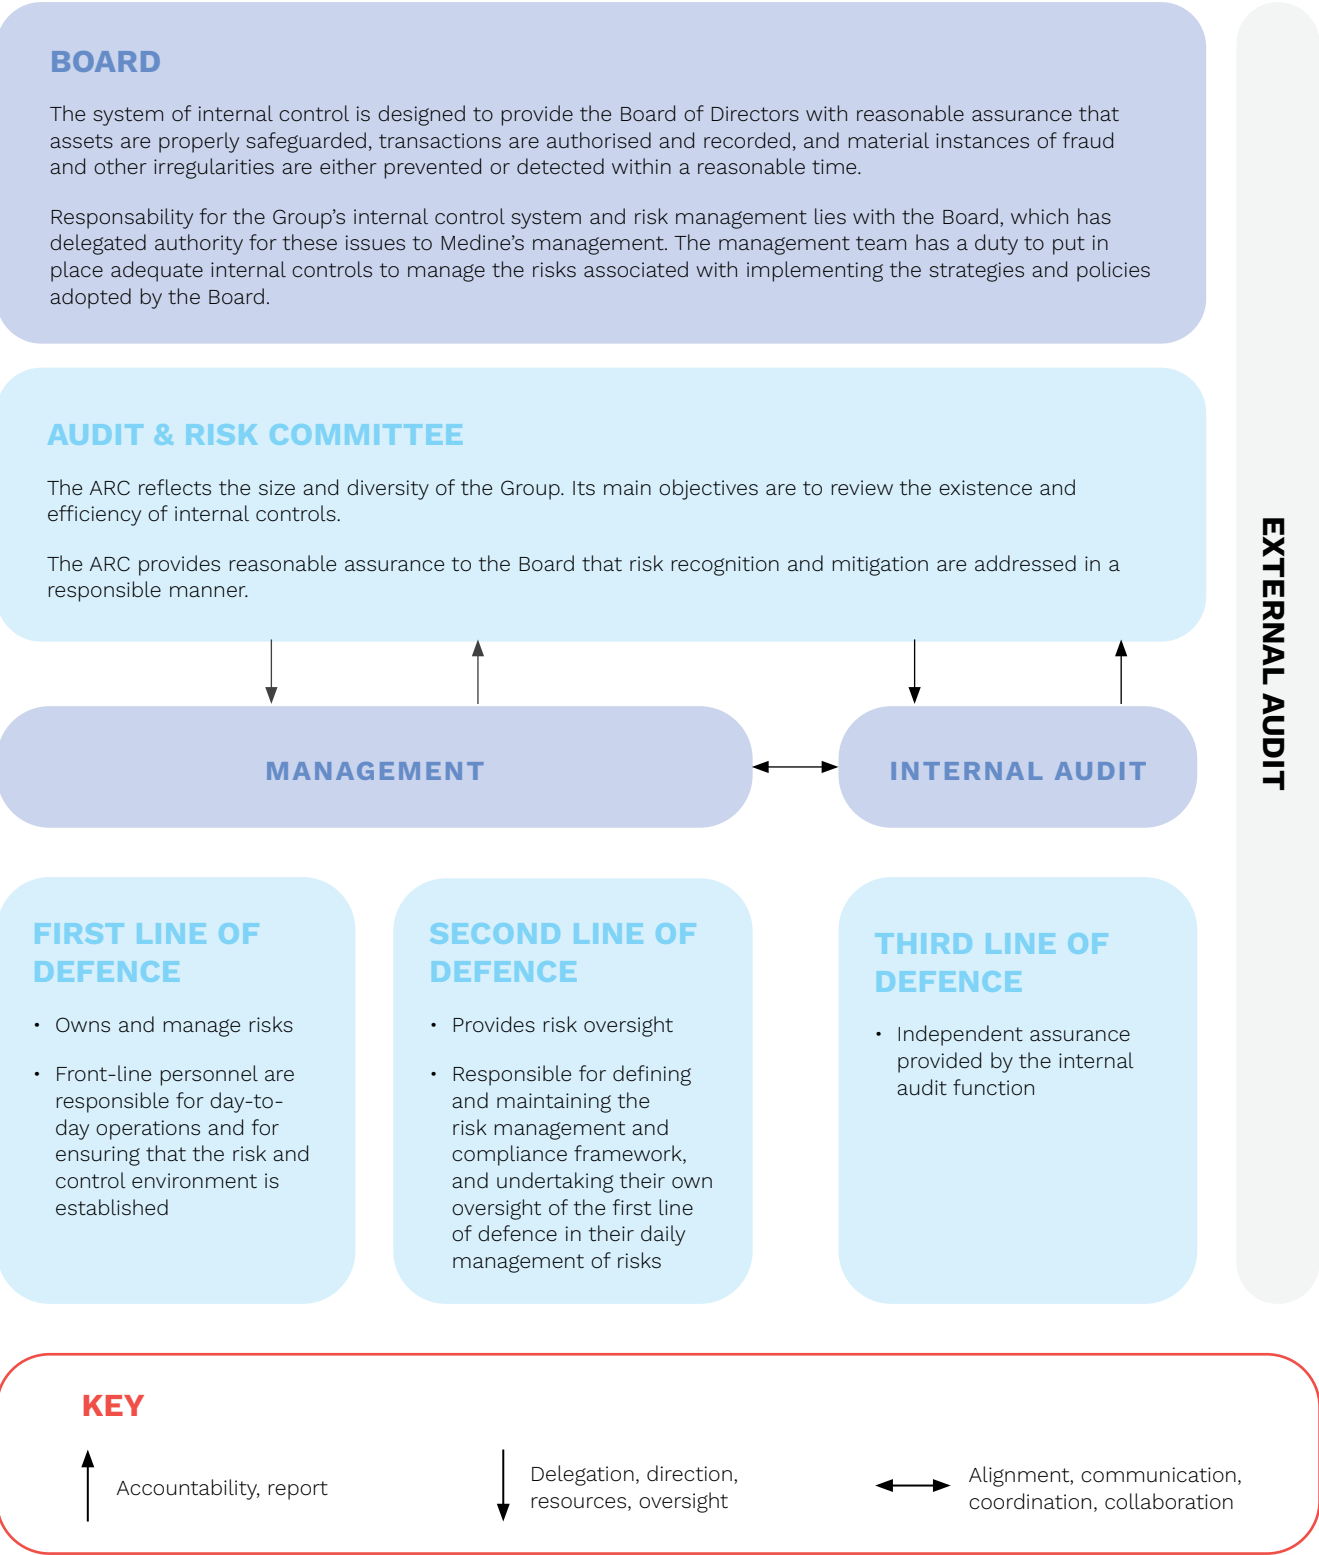 BOARD
The system of internal control is designed to provide the Board of Directors with reasonable assurance that
assets are properly safeguarded, transactions are authorised and recorded, and material instances of fraud
and other irregularities are either prevented or detected within a reasonable time.
Responsability for the Group’s internal control system and risk management lies with the Board, which has
delegated authority for these issues to Medine’s management. The management team has a duty to put in
place adequate internal controls to manage the risks associated with implementing the strategies and policies
adopted by the Board.
AUDIT & RISK COMMITTEE
The ARC reflects the size and diversity of the Group. Its main objectives are to review the existence and
efficiency of internal controls.
The ARC provides reasonable assurance to the Board that risk recognition and mitigation are addressed in a
responsible manner.
MANAGEMENT
INTERNAL AUDIT
FIRST LINE OF
DEFENCE
• Owns and manage risks
• Front-line personnel are
responsible for day-to-
day operations and for
ensuring that the risk and
control environment is
established
SECOND LINE OF
DEFENCE
• Provides risk oversight
• Responsible for defining
and maintaining the
risk management and
compliance framework,
and undertaking their own
oversight of the first line
of defence in their daily
management of risks
THIRD LINE OF
DEFENCE
• Independent assurance
provided by the internal
audit function
EXTERNAL AUDIT
KEY
Accountability, report
Delegation, direction,
resources, oversight
Alignment, communication,
coordination, collaboration